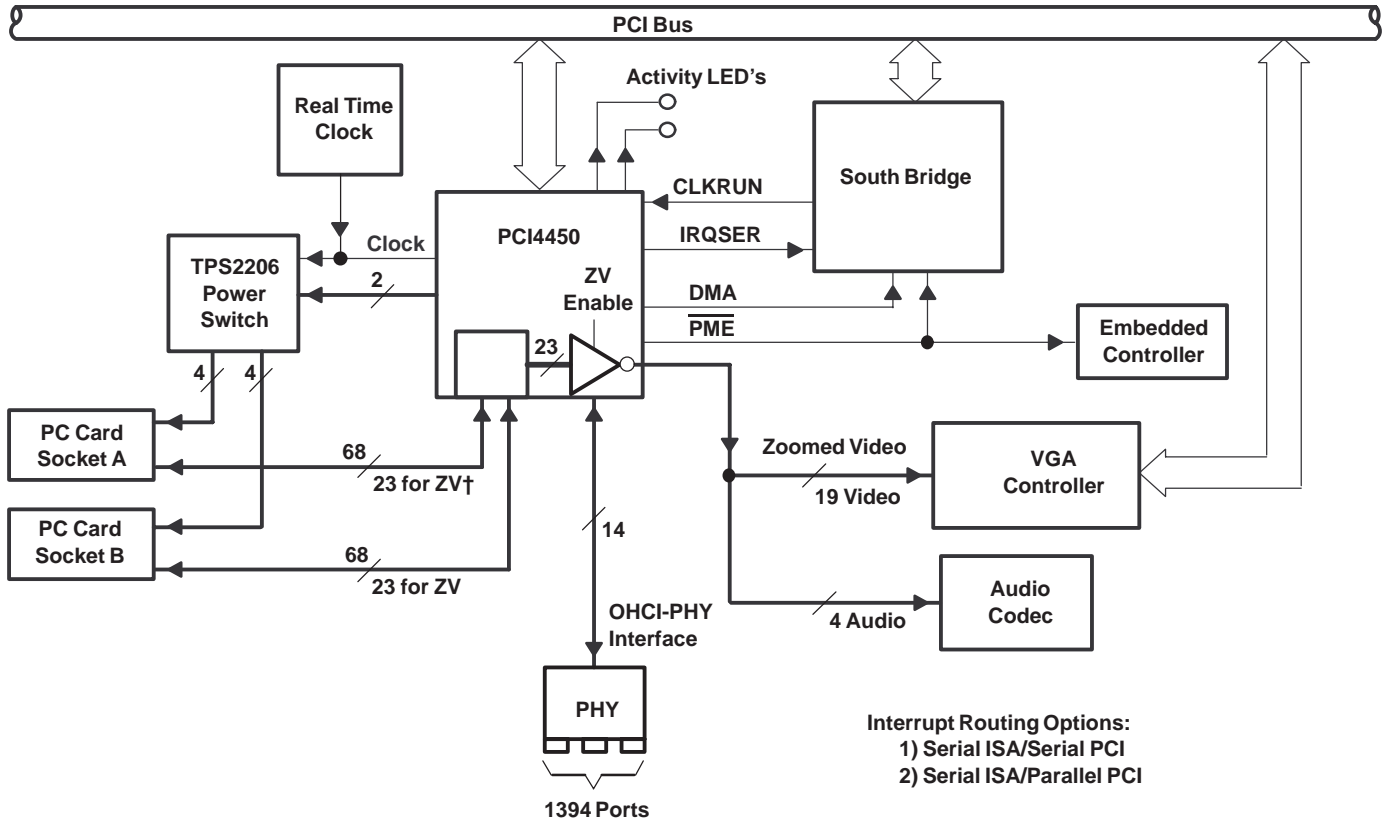 PCI Bus
Activity LED's
Real Time
Clock
South Bridge
CLKRUN
PCI4450
IRQSER
Clock
TPS2206
Power
Switch
2
ZV
Enable
DMA
PME
23
Embedded
Controller
4
4
PC Card
Socket A
68
23 for ZV†
Zoomed Video
19 Video
VGA
Controller
PC Card
Socket B
68
23 for ZV
14
OHCI-PHY
Interface
4 Audio
Audio
Codec
PHY
1394 Ports
Interrupt Routing Options:
1) Serial ISA/Serial PCI
2) Serial ISA/Parallel PCI